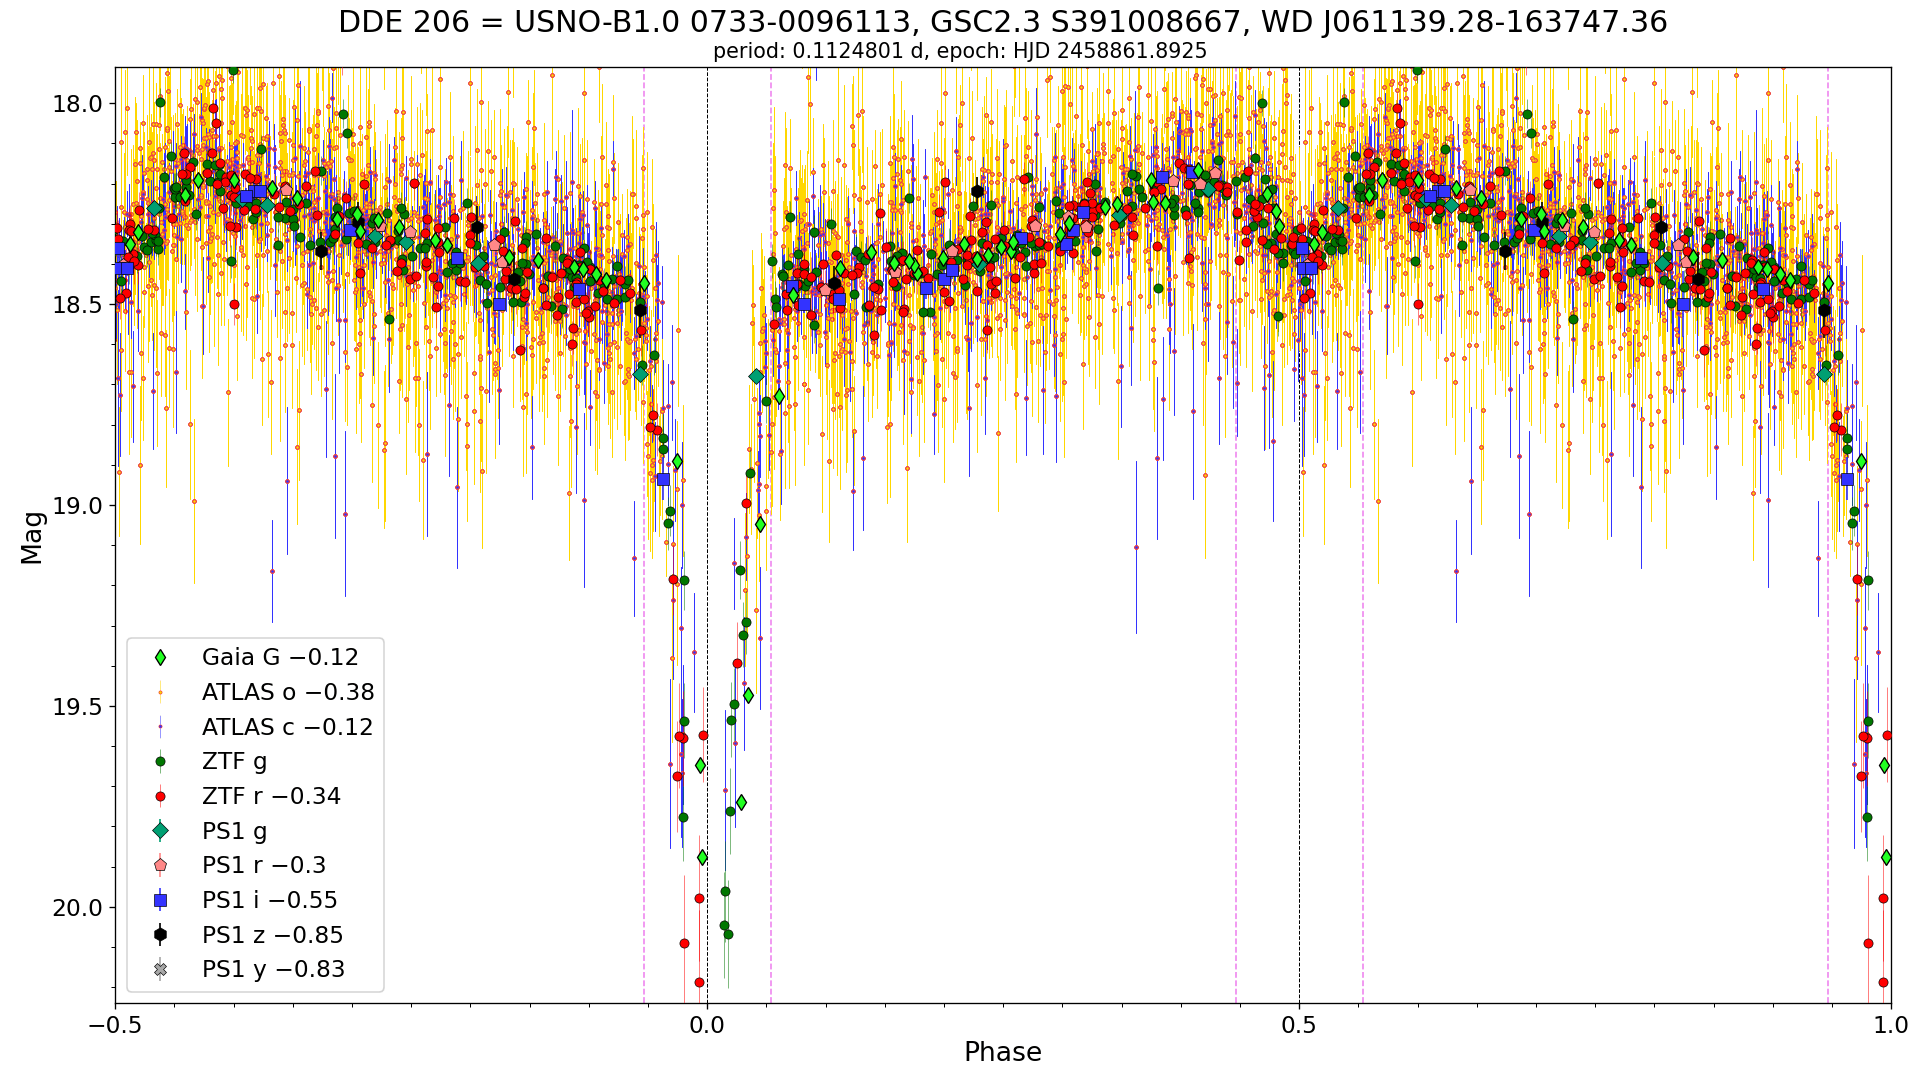 DDE 206 = USNO-B1.0 0733-0096113, GSC2.3 S391008667, WD J061139.28-163747.36
period: 0.1124801 d, epoch: HJD 2458861.8925
Mag
18.0
18.5
19.0
19.5
20.0
Gaia G −0.12
ATLAS o −0.38
ATLAS c −0.12
ZTF g
ZTF r −0.34
PS1 g
PS1 r −0.3
PS1 i −0.55
PS1 z −0.85
PS1 y −0.83
−0.5
0.0
0.5
1.0
Phase